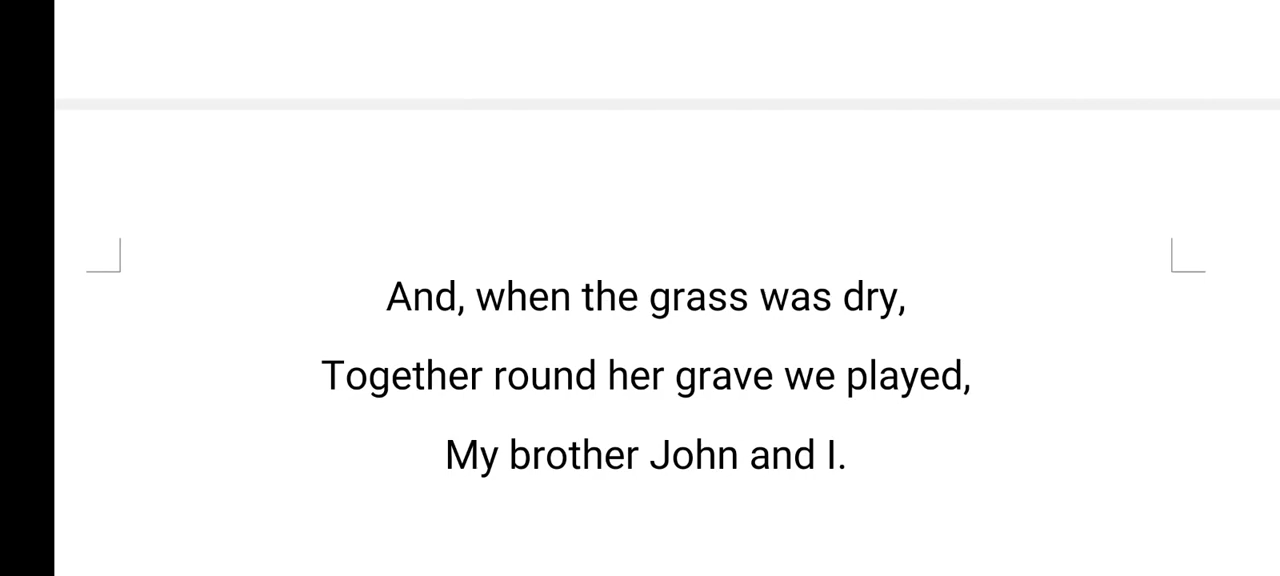 And, when the grass was dry,
Together round her grave we played,
My brother John and I.